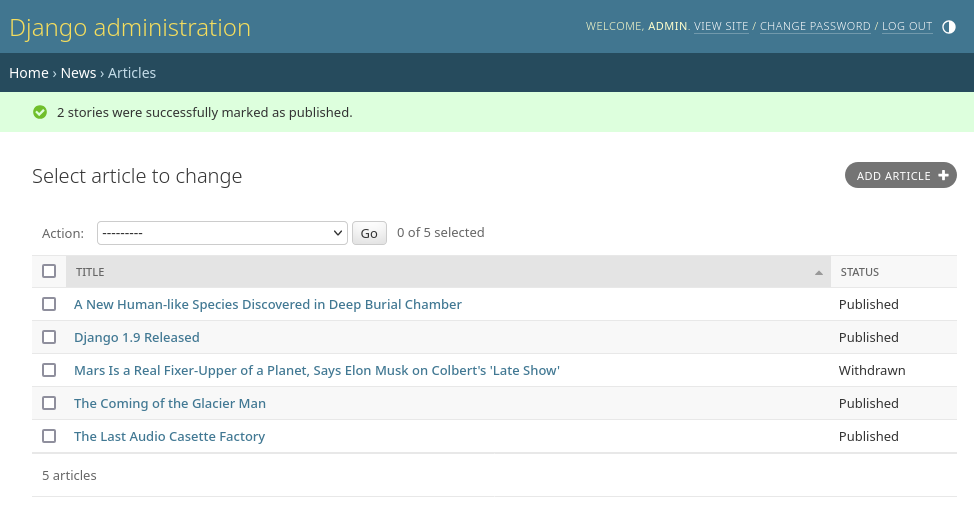 Django administration
WELCOME, ADMIN. VIEW SITE / CHANGE PASSWORD / LOG OUT
Home › News › Articles
2 stories were successfully marked as published.
Select article to change
ADD ARTICLE +
Action: --------- Go 0 of 5 selected
TITLE STATUS
A New Human-like Species Discovered in Deep Burial Chamber Published
Django 1.9 Released Published
Mars Is a Real Fixer-Upper of a Planet, Says Elon Musk on Colbert's 'Late Show' Withdrawn
The Coming of the Glacier Man Published
The Last Audio Casette Factory Published
5 articles